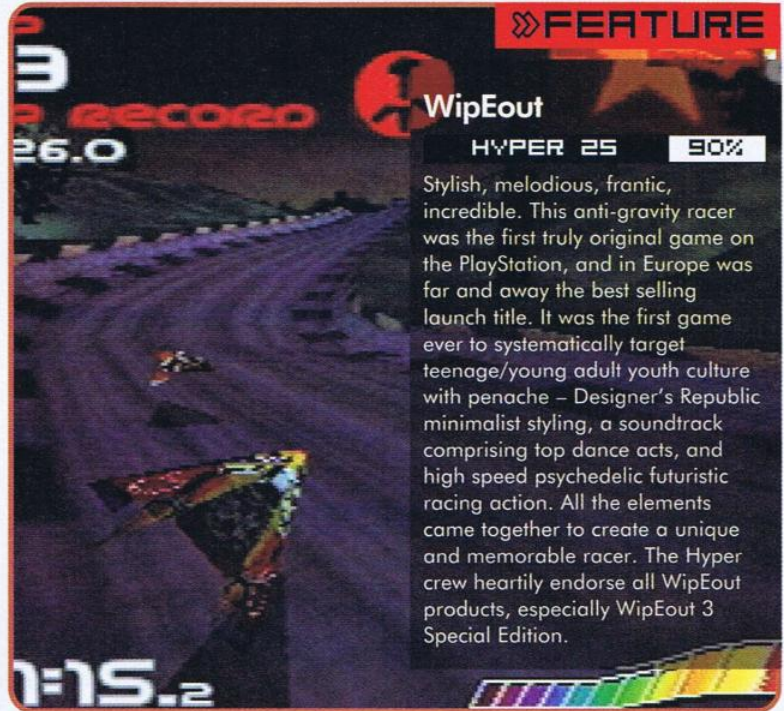 »FEATURE
3
RECORD
26.0
WipEout
HYPER 25 90%
Stylish, melodious, frantic,
incredible. This anti-gravity racer
was the first truly original game on
the PlayStation, and in Europe was
far and away the best selling
launch title. It was the first game
ever to systematically target
teenage/young adult youth culture
with penache – Designer's Republic
minimalist styling, a soundtrack
comprising top dance acts, and
high speed psychedelic futuristic
racing action. All the elements
came together to create a unique
and memorable racer. The Hyper
crew heartily endorse all WipEout
products, especially WipEout 3
Special Edition.
1:15.2